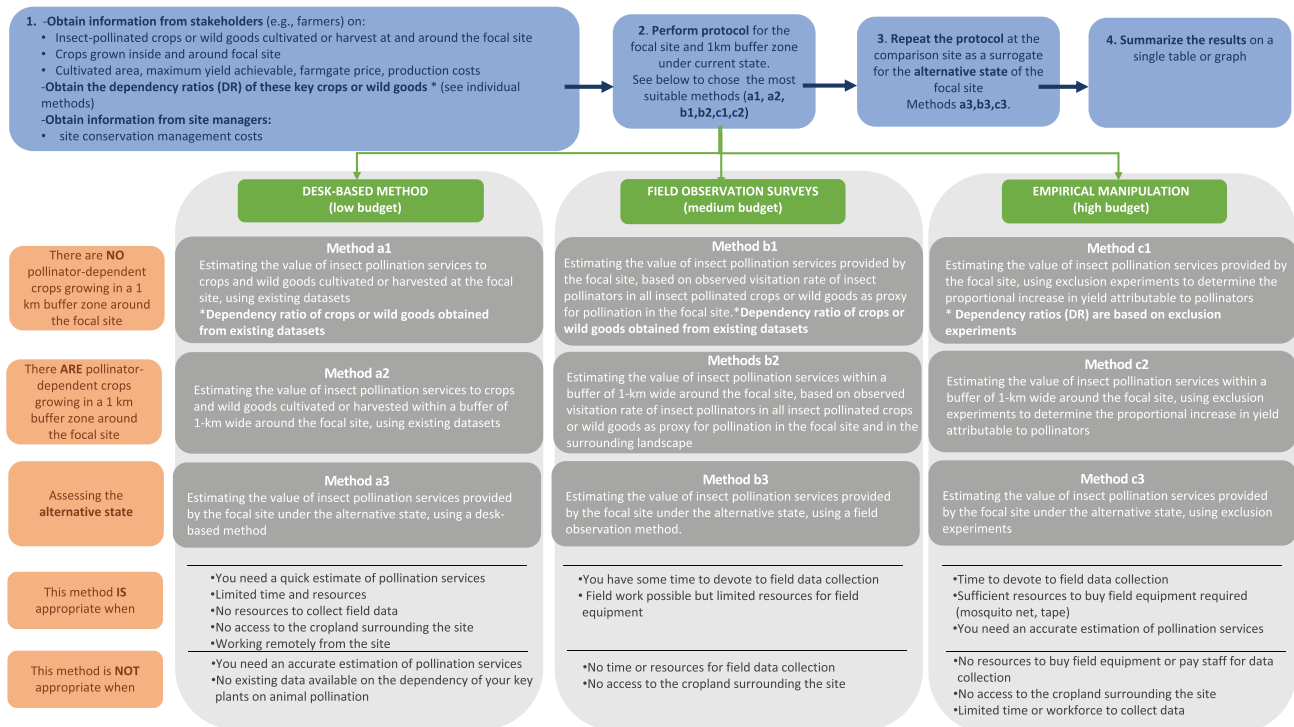 1. -Obtain information from stakeholders (e.g., farmers) on:
• Insect-pollinated crops or wild goods cultivated or harvest at and around the focal site
• Crops grown inside and around focal site
• Cultivated area, maximum yield achievable, farmgate price, production costs
-Obtain the dependency ratios (DR) of these key crops or wild goods * (see individual
methods)
-Obtain information from site managers:
• site conservation management costs
2. Perform protocol for the
focal site and 1km buffer zone
under current state.
See below to chose the most
suitable methods (a1, a2,
b1,b2,c1,c2)
3. Repeat the protocol at the
comparison site as a surrogate
for the alternative state of the
focal site
Methods a3,b3,c3.
4. Summarize the results on a
single table or graph
DESK-BASED METHOD
(low budget)
FIELD OBSERVATION SURVEYS
(medium budget)
EMPIRICAL MANIPULATION
(high budget)
There are NO
pollinator-dependent
crops growing in a 1
km buffer zone around
the focal site
Method a1
Estimating the value of insect pollination services to
crops and wild goods cultivated or harvested at the focal
site, using existing datasets
*Dependency ratio of crops or wild goods obtained
from existing datasets
Method b1
Estimating the value of insect pollination services provided by
the focal site, based on observed visitation rate of insect
pollinators in all insect pollinated crops or wild goods as proxy
for pollination in the focal site.*Dependency ratio of crops or
wild goods obtained from existing datasets
Method c1
Estimating the value of insect pollination services provided by
the focal site, using exclusion experiments to determine the
proportional increase in yield attributable to pollinators
* Dependency ratios (DR) are based on exclusion
experiments
There ARE pollinator-
dependent crops
growing in a 1 km
buffer zone around
the focal site
Method a2
Estimating the value of insect pollination services to crops
and wild goods cultivated or harvested within a buffer of
1-km wide around the focal site, using existing datasets
Methods b2
Estimating the value of insect pollination services within a
buffer of 1-km wide around the focal site, based on observed
visitation rate of insect pollinators in all insect pollinated crops
or wild goods as proxy for pollination in the focal site and in the
surrounding landscape
Method c2
Estimating the value of insect pollination services within a
buffer of 1-km wide around the focal site, using exclusion
experiments to determine the proportional increase in yield
attributable to pollinators
Assessing the
alternative state
Method a3
Estimating the value of insect pollination services provided
by the focal site under the alternative state, using a desk-
based method
Method b3
Estimating the value of insect pollination services provided
by the focal site under the alternative state, using a field
observation method.
Method c3
Estimating the value of insect pollination services provided
by the focal site under the alternative state, using exclusion
experiments
This method IS
appropriate when
•You need a quick estimate of pollination services
•Limited time and resources
•No resources to collect field data
•No access to the cropland surrounding the site
•Working remotely from the site
•You have some time to devote to field data collection
• Field work possible but limited resources for field
equipment
•Time to devote to field data collection
•Sufficient resources to buy field equipment required
(mosquito net, tape)
•You need an accurate estimation of pollination services
This method is NOT
appropriate when
•You need an accurate estimation of pollination services
•No existing data available on the dependency of your key
plants on animal pollination
•No time or resources for field data collection
•No access to the cropland surrounding the site
•No resources to buy field equipment or pay staff for data
collection
•No access to the cropland surrounding the site
•Limited time or workforce to collect data